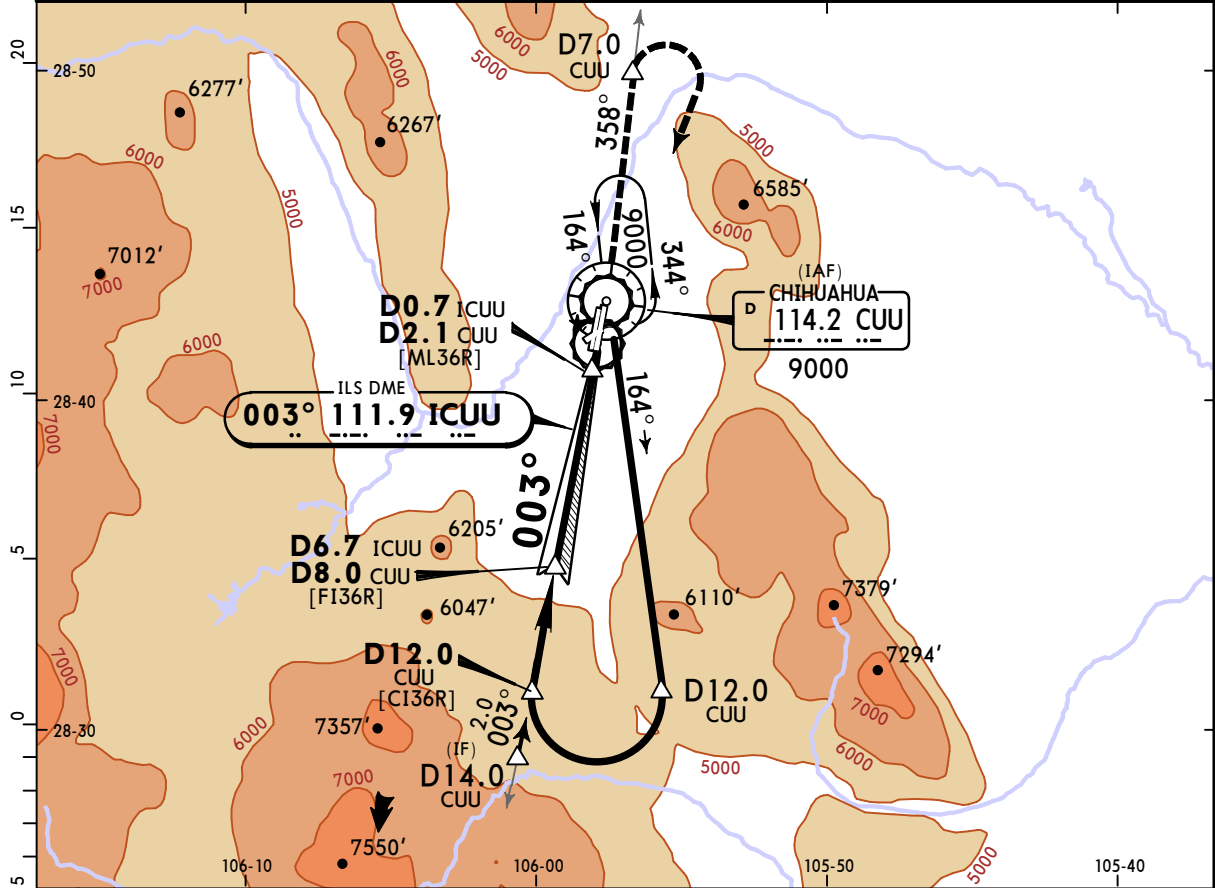 6000
5000
D7.0
CUU
20
28-50
6277'
6000
6267'
358°
5000
6585'
6000
15
6000
5000
7012'
7000
164°
9000
344°
(IAF)
CHIHUAHUA
D
114.2 CUU
9000
D0.7 ICUU
D2.1 CUU
[ML36R]
6000
10
28-40
ILS DME
003° 111.9 ICUU
164°
7000
003°
5
6205'
D6.7 ICUU
D8.0 CUU
[FI36R]
6047'
6110'
7379'
7294'
7000
D12.0
CUU
[CI36R]
D12.0
CUU
7000
6000
0
28-30
7357'
2.0
003°
(IF)
D14.0
CUU
7000
5000
6000
7550'
5
106-10
106-00
105-50
105-40
5000